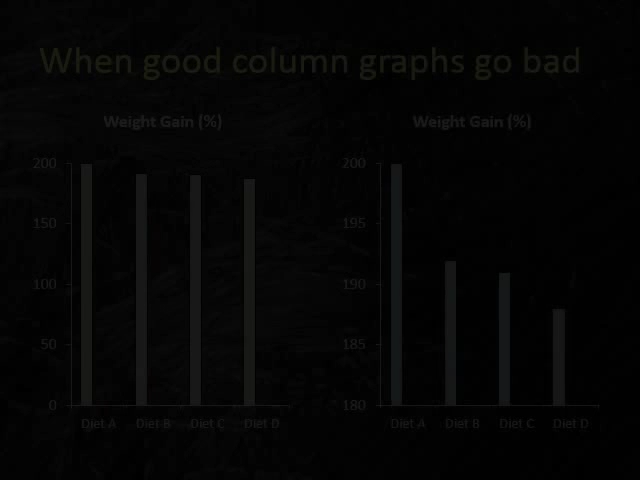 When good column graphs go bad
Weight Gain (%)
200
150
100
50
0
Diet A Diet B Diet C Diet D
Weight Gain (%)
200
195
190
185
180
Diet A Diet B Diet C Diet D